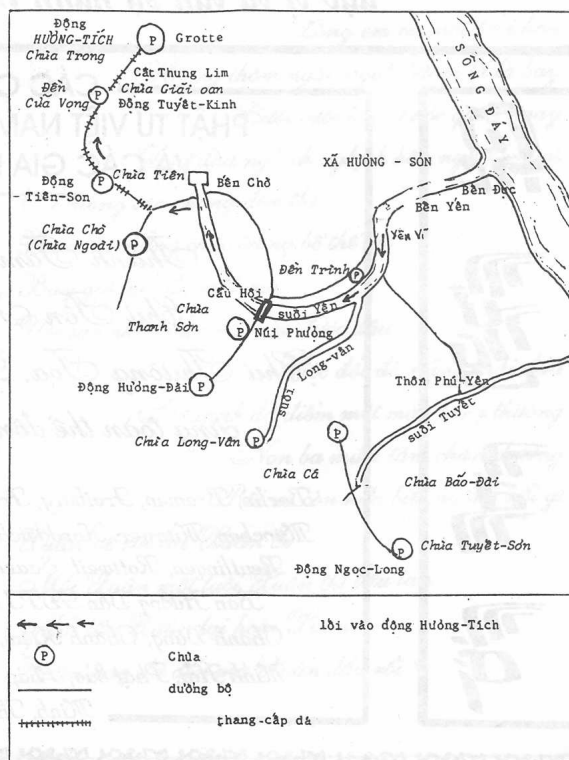 Động
HƯƠNG-TÍCH
Chùa Trong
P
Grotte
Cật Thung Lim
Chùa Giải oan
Động Tuyết-Kinh
Đền
Cửa Vọng
P
SÔNG ĐÁY
XÃ HƯƠNG - SƠN
Chùa Tiên
Bến Chờ
Động
-Tiên-Son
P
Bến Đục
Bến Yến
Yến Vĩ
Chùa Chờ
(Chùa Ngoài)
P
Đền Trình
P
Cầu Hội
suối Yến
Chùa
Thanh Sơn
P
Núi Phượng
suối Long-vân
Động Hương-Đài
P
Thôn Phú-Yên
suối Tuyết
Chùa Long-Vân
P
P
Chùa Cá
Chùa Bảo-Đài
P
Chùa Tuyết-Sơn
Động Ngọc-Long
lối vào động Hương-Tích
P
Chùa
đường bộ
thang-cấp đá